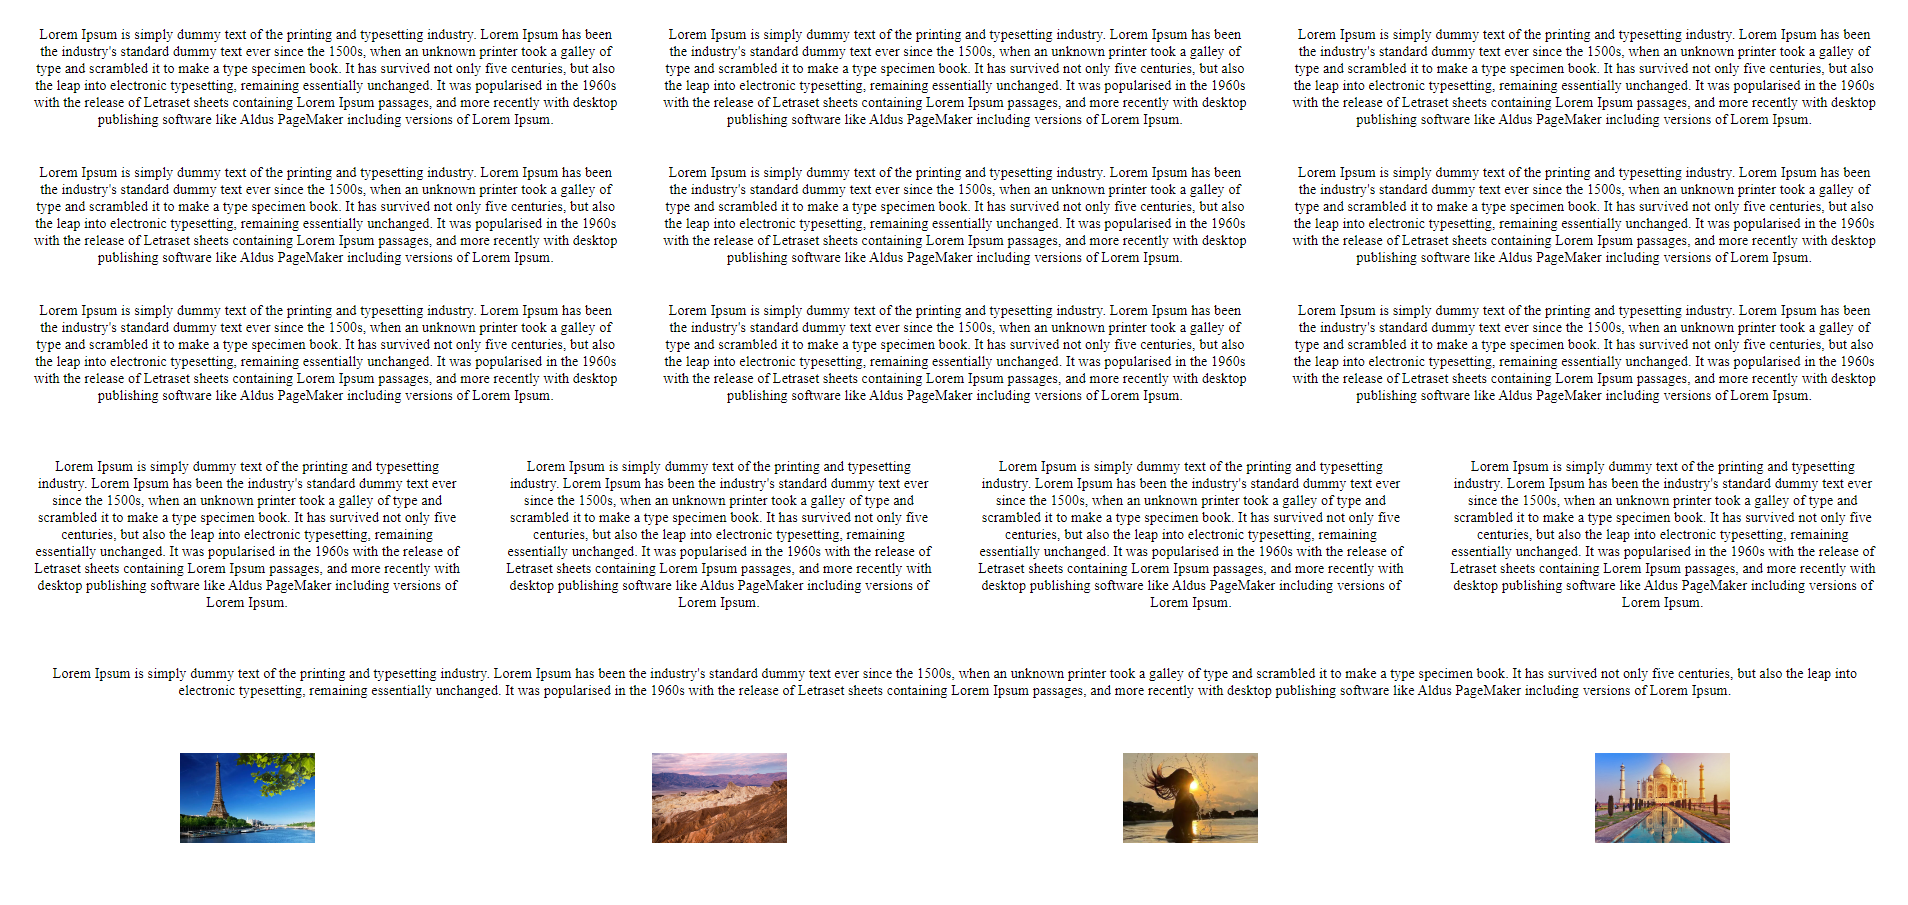 Lorem Ipsum is simply dummy text of the printing and typesetting industry. Lorem Ipsum has been
the industry's standard dummy text ever since the 1500s, when an unknown printer took a galley of
type and scrambled it to make a type specimen book. It has survived not only five centuries, but also
the leap into electronic typesetting, remaining essentially unchanged. It was popularised in the 1960s
with the release of Letraset sheets containing Lorem Ipsum passages, and more recently with desktop
publishing software like Aldus PageMaker including versions of Lorem Ipsum.
Lorem Ipsum is simply dummy text of the printing and typesetting industry. Lorem Ipsum has been
the industry's standard dummy text ever since the 1500s, when an unknown printer took a galley of
type and scrambled it to make a type specimen book. It has survived not only five centuries, but also
the leap into electronic typesetting, remaining essentially unchanged. It was popularised in the 1960s
with the release of Letraset sheets containing Lorem Ipsum passages, and more recently with desktop
publishing software like Aldus PageMaker including versions of Lorem Ipsum.
Lorem Ipsum is simply dummy text of the printing and typesetting industry. Lorem Ipsum has been
the industry's standard dummy text ever since the 1500s, when an unknown printer took a galley of
type and scrambled it to make a type specimen book. It has survived not only five centuries, but also
the leap into electronic typesetting, remaining essentially unchanged. It was popularised in the 1960s
with the release of Letraset sheets containing Lorem Ipsum passages, and more recently with desktop
publishing software like Aldus PageMaker including versions of Lorem Ipsum.
Lorem Ipsum is simply dummy text of the printing and typesetting industry. Lorem Ipsum has been
the industry's standard dummy text ever since the 1500s, when an unknown printer took a galley of
type and scrambled it to make a type specimen book. It has survived not only five centuries, but also
the leap into electronic typesetting, remaining essentially unchanged. It was popularised in the 1960s
with the release of Letraset sheets containing Lorem Ipsum passages, and more recently with desktop
publishing software like Aldus PageMaker including versions of Lorem Ipsum.
Lorem Ipsum is simply dummy text of the printing and typesetting industry. Lorem Ipsum has been
the industry's standard dummy text ever since the 1500s, when an unknown printer took a galley of
type and scrambled it to make a type specimen book. It has survived not only five centuries, but also
the leap into electronic typesetting, remaining essentially unchanged. It was popularised in the 1960s
with the release of Letraset sheets containing Lorem Ipsum passages, and more recently with desktop
publishing software like Aldus PageMaker including versions of Lorem Ipsum.
Lorem Ipsum is simply dummy text of the printing and typesetting industry. Lorem Ipsum has been
the industry's standard dummy text ever since the 1500s, when an unknown printer took a galley of
type and scrambled it to make a type specimen book. It has survived not only five centuries, but also
the leap into electronic typesetting, remaining essentially unchanged. It was popularised in the 1960s
with the release of Letraset sheets containing Lorem Ipsum passages, and more recently with desktop
publishing software like Aldus PageMaker including versions of Lorem Ipsum.
Lorem Ipsum is simply dummy text of the printing and typesetting industry. Lorem Ipsum has been
the industry's standard dummy text ever since the 1500s, when an unknown printer took a galley of
type and scrambled it to make a type specimen book. It has survived not only five centuries, but also
the leap into electronic typesetting, remaining essentially unchanged. It was popularised in the 1960s
with the release of Letraset sheets containing Lorem Ipsum passages, and more recently with desktop
publishing software like Aldus PageMaker including versions of Lorem Ipsum.
Lorem Ipsum is simply dummy text of the printing and typesetting industry. Lorem Ipsum has been
the industry's standard dummy text ever since the 1500s, when an unknown printer took a galley of
type and scrambled it to make a type specimen book. It has survived not only five centuries, but also
the leap into electronic typesetting, remaining essentially unchanged. It was popularised in the 1960s
with the release of Letraset sheets containing Lorem Ipsum passages, and more recently with desktop
publishing software like Aldus PageMaker including versions of Lorem Ipsum.
Lorem Ipsum is simply dummy text of the printing and typesetting industry. Lorem Ipsum has been
the industry's standard dummy text ever since the 1500s, when an unknown printer took a galley of
type and scrambled it to make a type specimen book. It has survived not only five centuries, but also
the leap into electronic typesetting, remaining essentially unchanged. It was popularised in the 1960s
with the release of Letraset sheets containing Lorem Ipsum passages, and more recently with desktop
publishing software like Aldus PageMaker including versions of Lorem Ipsum.
Lorem Ipsum is simply dummy text of the printing and typesetting
industry. Lorem Ipsum has been the industry's standard dummy text ever
since the 1500s, when an unknown printer took a galley of type and
scrambled it to make a type specimen book. It has survived not only five
centuries, but also the leap into electronic typesetting, remaining
essentially unchanged. It was popularised in the 1960s with the release of
Letraset sheets containing Lorem Ipsum passages, and more recently with
desktop publishing software like Aldus PageMaker including versions of
Lorem Ipsum.
Lorem Ipsum is simply dummy text of the printing and typesetting
industry. Lorem Ipsum has been the industry's standard dummy text ever
since the 1500s, when an unknown printer took a galley of type and
scrambled it to make a type specimen book. It has survived not only five
centuries, but also the leap into electronic typesetting, remaining
essentially unchanged. It was popularised in the 1960s with the release of
Letraset sheets containing Lorem Ipsum passages, and more recently with
desktop publishing software like Aldus PageMaker including versions of
Lorem Ipsum.
Lorem Ipsum is simply dummy text of the printing and typesetting
industry. Lorem Ipsum has been the industry's standard dummy text ever
since the 1500s, when an unknown printer took a galley of type and
scrambled it to make a type specimen book. It has survived not only five
centuries, but also the leap into electronic typesetting, remaining
essentially unchanged. It was popularised in the 1960s with the release of
Letraset sheets containing Lorem Ipsum passages, and more recently with
desktop publishing software like Aldus PageMaker including versions of
Lorem Ipsum.
Lorem Ipsum is simply dummy text of the printing and typesetting
industry. Lorem Ipsum has been the industry's standard dummy text ever
since the 1500s, when an unknown printer took a galley of type and
scrambled it to make a type specimen book. It has survived not only five
centuries, but also the leap into electronic typesetting, remaining
essentially unchanged. It was popularised in the 1960s with the release of
Letraset sheets containing Lorem Ipsum passages, and more recently with
desktop publishing software like Aldus PageMaker including versions of
Lorem Ipsum.
Lorem Ipsum is simply dummy text of the printing and typesetting industry. Lorem Ipsum has been the industry's standard dummy text ever since the 1500s, when an unknown printer took a galley of type and scrambled it to make a type specimen book. It has survived not only five centuries, but also the leap into
electronic typesetting, remaining essentially unchanged. It was popularised in the 1960s with the release of Letraset sheets containing Lorem Ipsum passages, and more recently with desktop publishing software like Aldus PageMaker including versions of Lorem Ipsum.